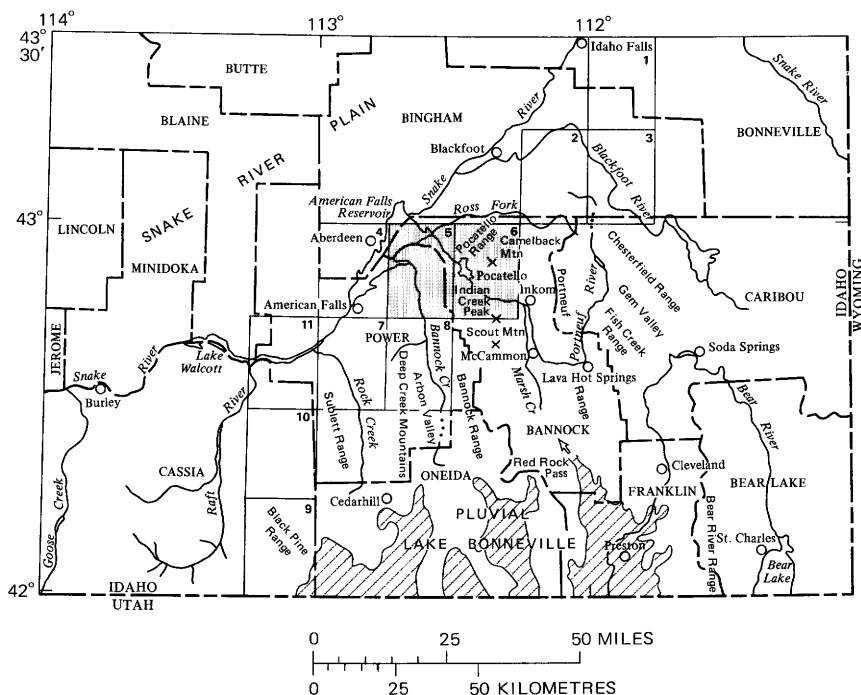 114°
113°
112°
43°
30′
BUTTE
Idaho Falls
1
Snake River
BLAINE
PLAIN
BINGHAM
River
BONNEVILLE
Blackfoot
2
3
RIVER
Snake
Blackfoot River
American Falls
Reservoir
Ross Fork
43°
LINCOLN
SNAKE
Aberdeen
4
5
6
Pocatello
Range
Camelback
Mtn
MINIDOKA
Pocatello
Portneuf
River
Chesterfield Range
IDAHO
WYOMING
Indian
Creek
Peak
Inkom
Gem Valley
CARIBOU
American Falls
Fish Creek
Range
JEROME
11
7
8
POWER
Scout Mtn
McCammon
Portneuf
Soda Springs
Snake
River
Lake
Walcott
Bannock Cr
Lava Hot Springs
Burley
River
Rock
Creek
Deep Creek Mountains
Arbon Valley
Bannock Range
Marsh Cr
Range
Bear
River
10
Sublett Range
BANNOCK
CASSIA
ONEIDA
Red Rock
Pass
Cleveland
FRANKLIN
BEAR LAKE
Goose Creek
Raft
9
Cedarhill
Black Pine
Range
PLUVIAL
LAKE BONNEVILLE
Preston
Bear River Range
St. Charles
Bear
Lake
42°
IDAHO
UTAH
0 25 50 MILES
0 25 50 KILOMETRES